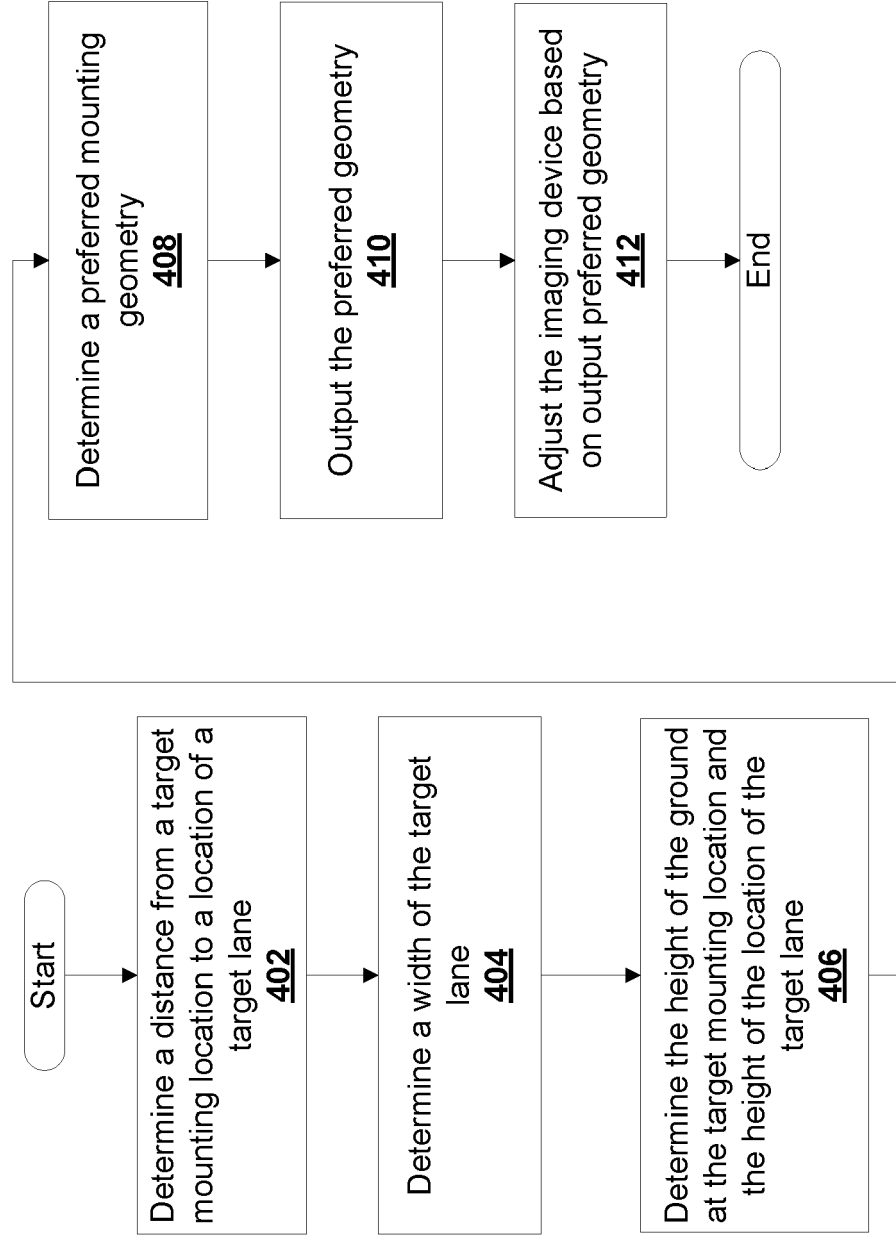 Start
Determine a distance from a target
mounting location to a location of a
target lane
402
Determine a width of the target
lane
404
Determine the height of the ground
at the target mounting location and
the height of the location of the
target lane
406
Determine a preferred mounting
geometry
408
Output the preferred geometry
410
Adjust the imaging device based
on output preferred geometry
412
End